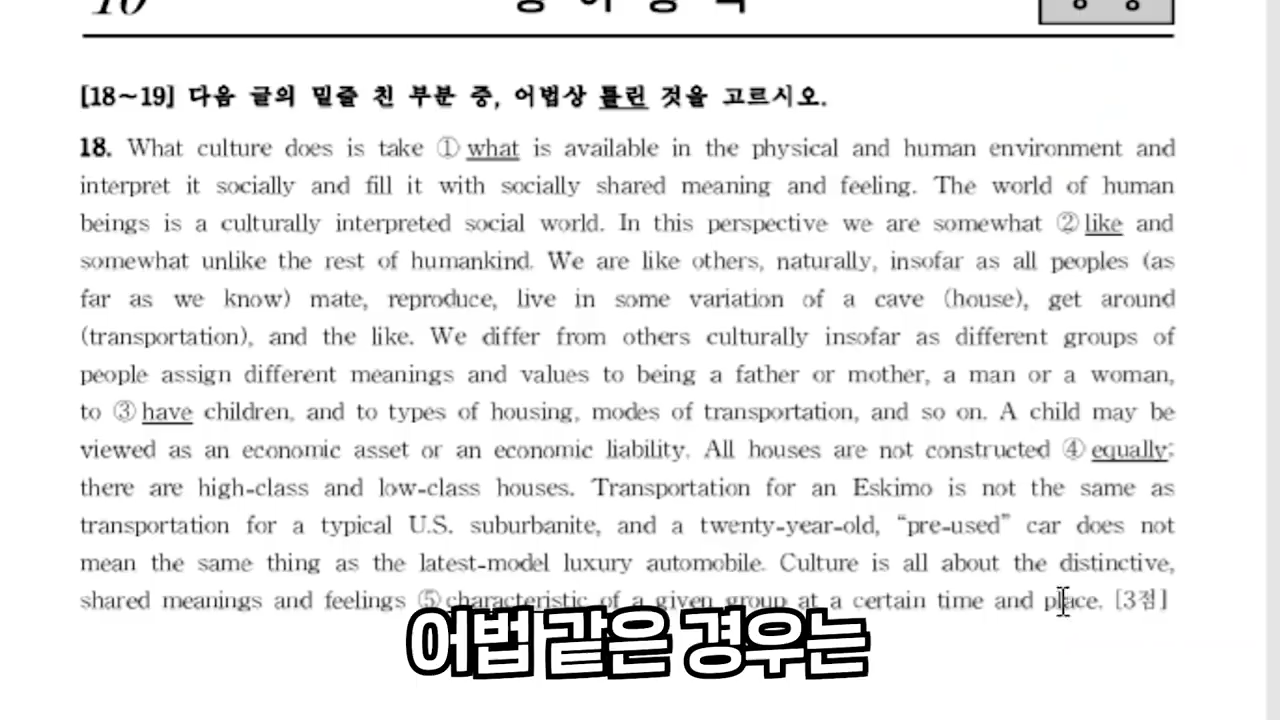 10
[18~19] 다음 글의 밑줄 친 부분 중, 어법상 틀린 것을 고르시오.
18. What culture does is take ① what is available in the physical and human environment and
interpret it socially and fill it with socially shared meaning and feeling. The world of human
beings is a culturally interpreted social world. In this perspective we are somewhat ② like and
somewhat unlike the rest of humankind. We are like others, naturally, insofar as all peoples (as
far as we know) mate, reproduce, live in some variation of a cave (house), get around
(transportation), and the like. We differ from others culturally insofar as different groups of
people assign different meanings and values to being a father or mother, a man or a woman,
to ③ have children, and to types of housing, modes of transportation, and so on. A child may be
viewed as an economic asset or an economic liability. All houses are not constructed ④ equally;
there are high-class and low-class houses. Transportation for an Eskimo is not the same as
transportation for a typical U.S. suburbanite, and a twenty-year-old, “pre-used” car does not
mean the same thing as the latest-model luxury automobile. Culture is all about the distinctive,
shared meanings and feelings ⑤ characteristic of a given group at a certain time and place. [3점]
어법 같은 경우는